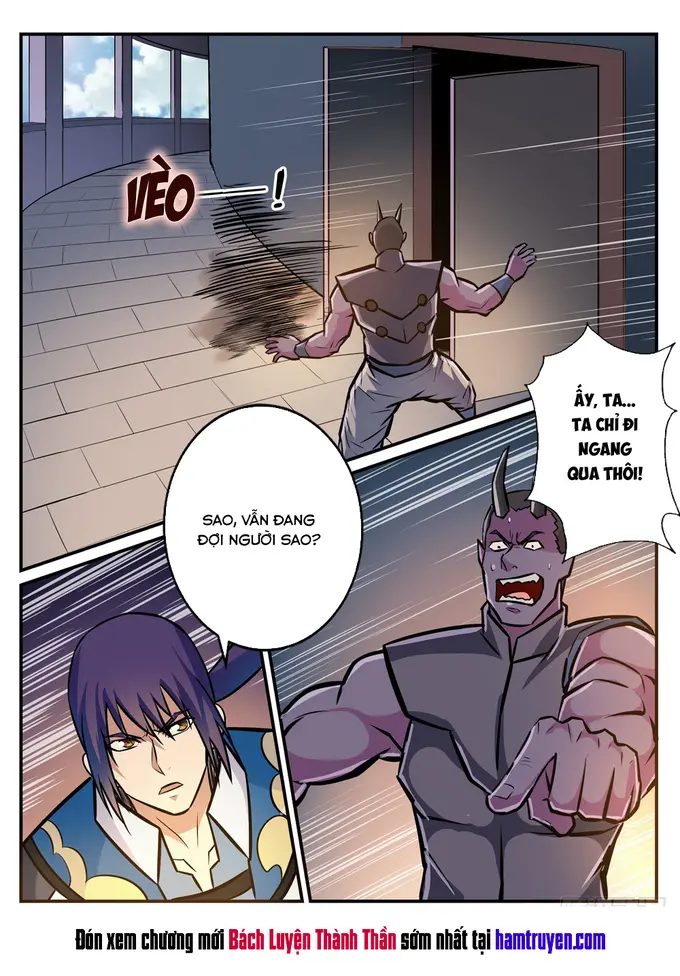 VÈO — !
ẤY, TA...
TA CHỈ ĐI
NGANG
QUA THÔI!
SAO, VẪN ĐANG
ĐỢI NGƯỜI SAO?
Đón xem chương mới Bách Luyện Thành Thần sớm nhất tại hamtruyen.com